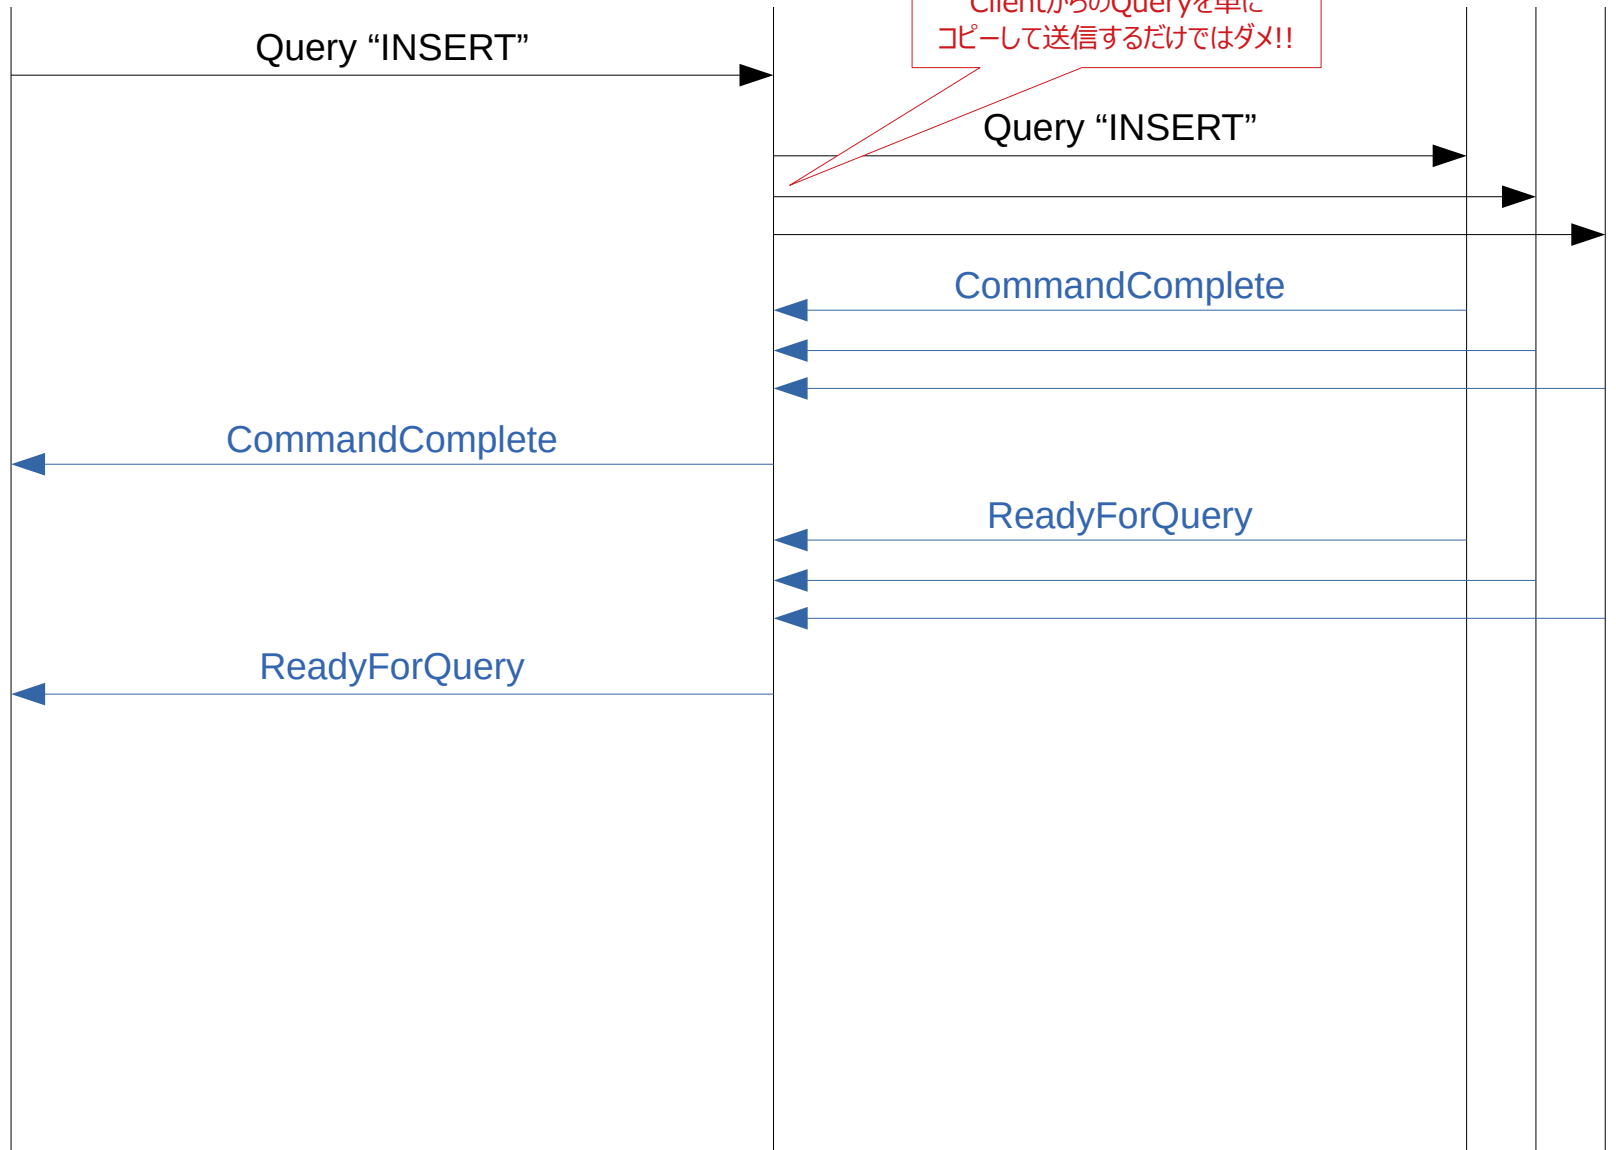 ClientからのQueryを単に
コピーして送信するだけではダメ!!
Query “INSERT”
Query “INSERT”
CommandComplete
CommandComplete
ReadyForQuery
ReadyForQuery